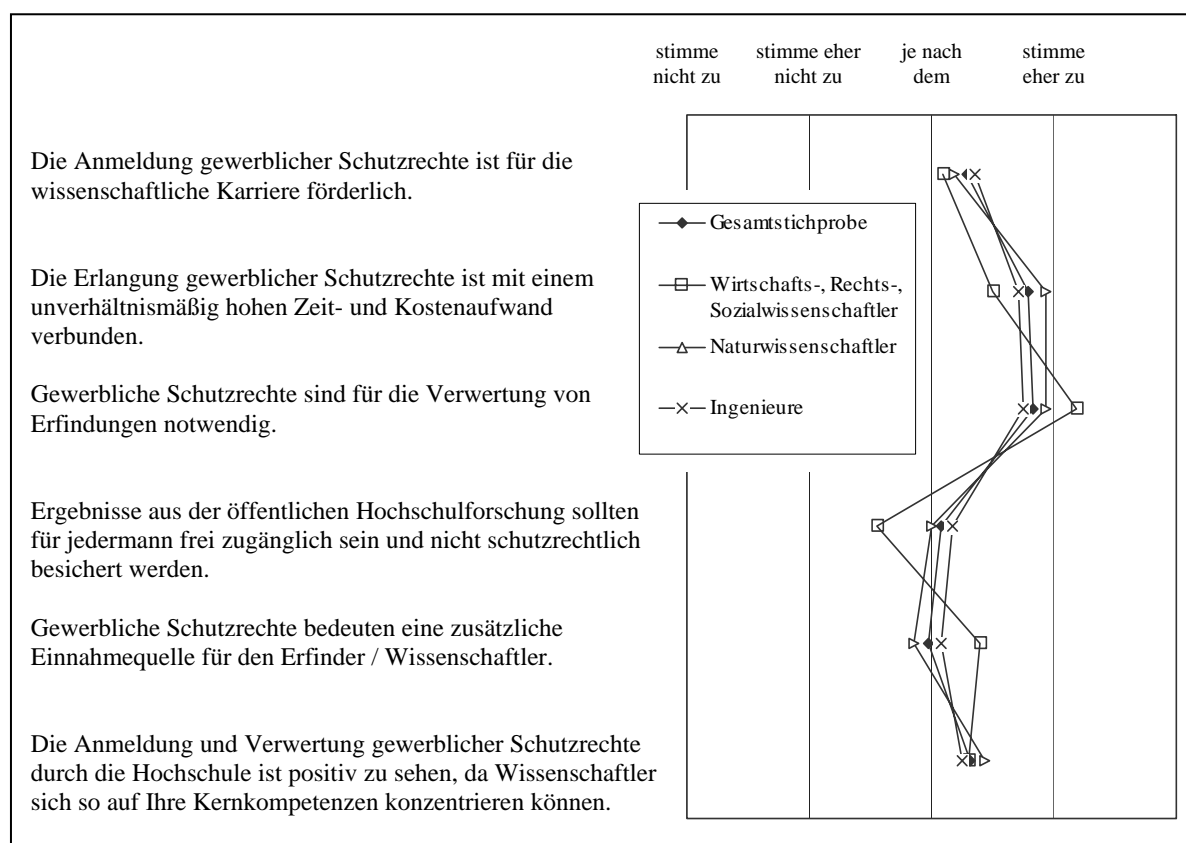 stimme
nicht zu
stimme eher
nicht zu
je nach
dem
stimme
eher zu
Die Anmeldung gewerblicher Schutzrechte ist für die
wissenschaftliche Karriere förderlich.
Die Erlangung gewerblicher Schutzrechte ist mit einem
unverhältnismäßig hohen Zeit- und Kostenaufwand
verbunden.
Gewerbliche Schutzrechte sind für die Verwertung von
Erfindungen notwendig.
Ergebnisse aus der öffentlichen Hochschulforschung sollten
für jedermann frei zugänglich sein und nicht schutzrechtlich
besichert werden.
Gewerbliche Schutzrechte bedeuten eine zusätzliche
Einnahmequelle für den Erfinder / Wissenschaftler.
Die Anmeldung und Verwertung gewerblicher Schutzrechte
durch die Hochschule ist positiv zu sehen, da Wissenschaftler
sich so auf Ihre Kernkompetenzen konzentrieren können.
Gesamtstichprobe
Wirtschafts-, Rechts-,
Sozialwissenschaftler
Naturwissenschaftler
Ingenieure